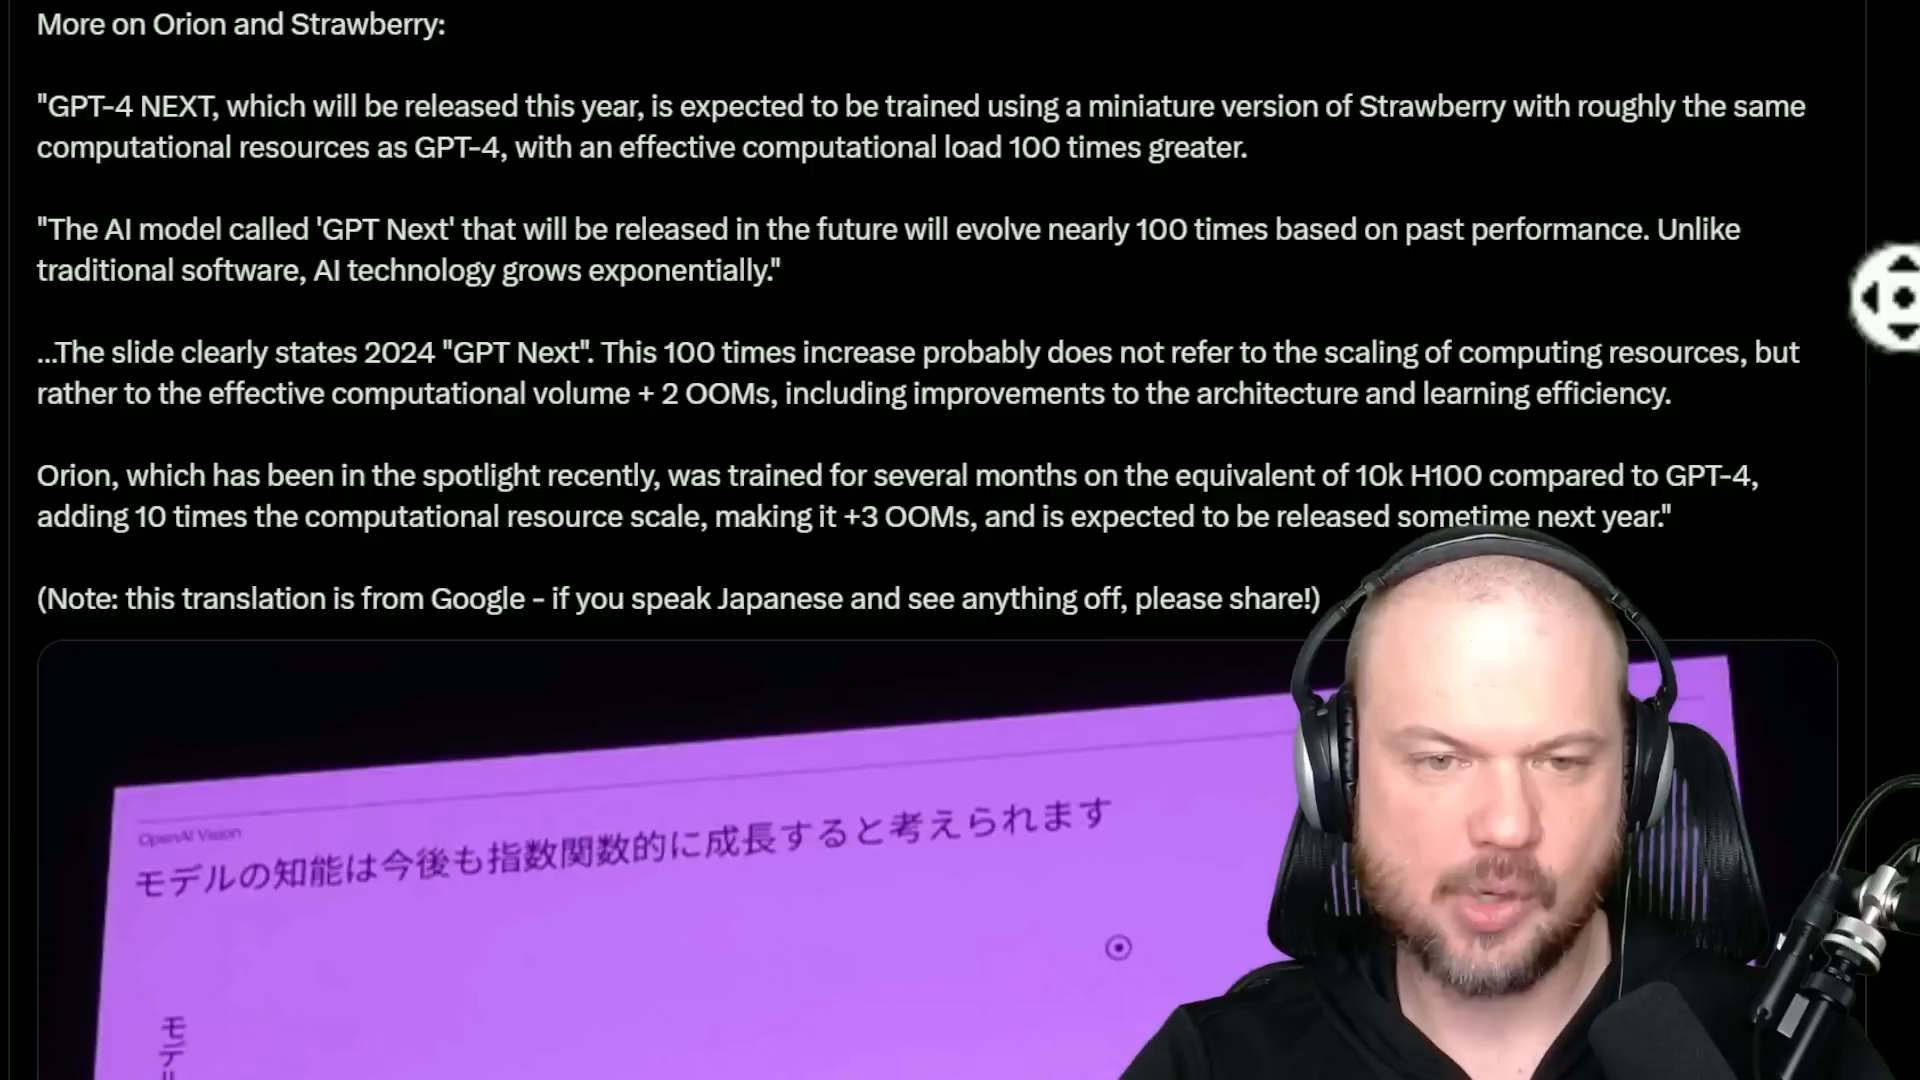 More on Orion and Strawberry:
"GPT-4 NEXT, which will be released this year, is expected to be trained using a miniature version of Strawberry with roughly the same
computational resources as GPT-4, with an effective computational load 100 times greater.
"The AI model called 'GPT Next' that will be released in the future will evolve nearly 100 times based on past performance. Unlike
traditional software, AI technology grows exponentially."
...The slide clearly states 2024 "GPT Next". This 100 times increase probably does not refer to the scaling of computing resources, but
rather to the effective computational volume + 2 OOMs, including improvements to the architecture and learning efficiency.
Orion, which has been in the spotlight recently, was trained for several months on the equivalent of 10k H100 compared to GPT-4,
adding 10 times the computational resource scale, making it +3 OOMs, and is expected to be released sometime next year."
(Note: this translation is from Google - if you speak Japanese and see anything off, please share!)
OpenAI Vision
モデルの知能は今後も指数関数的に成長すると考えられます
モデル